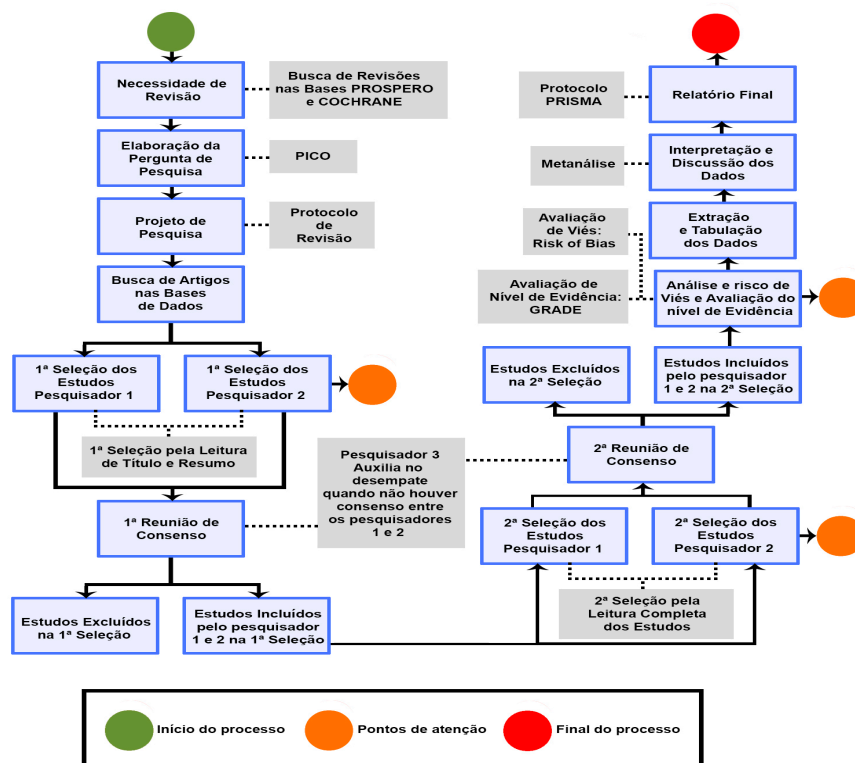 Necessidade de
Revisão
Busca de Revisões
nas Bases PROSPERO
e COCHRANE
Elaboração da
Pergunta de
Pesquisa
PICO
Projeto de
Pesquisa
Protocolo
de
Revisão
Busca de Artigos
nas Bases
de Dados
1ª Seleção dos
Estudos
Pesquisador 1
1ª Seleção dos
Estudos
Pesquisador 2
1ª Seleção pela Leitura
de Título e Resumo
1ª Reunião de
Consenso
Pesquisador 3
Auxilia no
desempate
quando não houver
consenso entre
os pesquisadores
1 e 2
Estudos Excluídos
na 1ª Seleção
Estudos Incluídos
pelo pesquisador
1 e 2 na 1ª Seleção
2ª Seleção dos
Estudos
Pesquisador 1
2ª Seleção dos
Estudos
Pesquisador 2
2ª Seleção pela
Leitura Completa
dos Estudos
2ª Reunião de
Consenso
Estudos Excluídos
na 2ª Seleção
Estudos Incluídos
pelo pesquisador
1 e 2 na 2ª Seleção
Análise e risco de
Viés e Avaliação do
nível de Evidência
Avaliação de
Nível de Evidência:
GRADE
Avaliação
de Viés:
Risk of Bias
Extração
e Tabulação
dos Dados
Interpretação e
Discussão dos
Dados
Metanálise
Relatório Final
Protocolo
PRISMA
Início do processo
Pontos de atenção
Final do processo